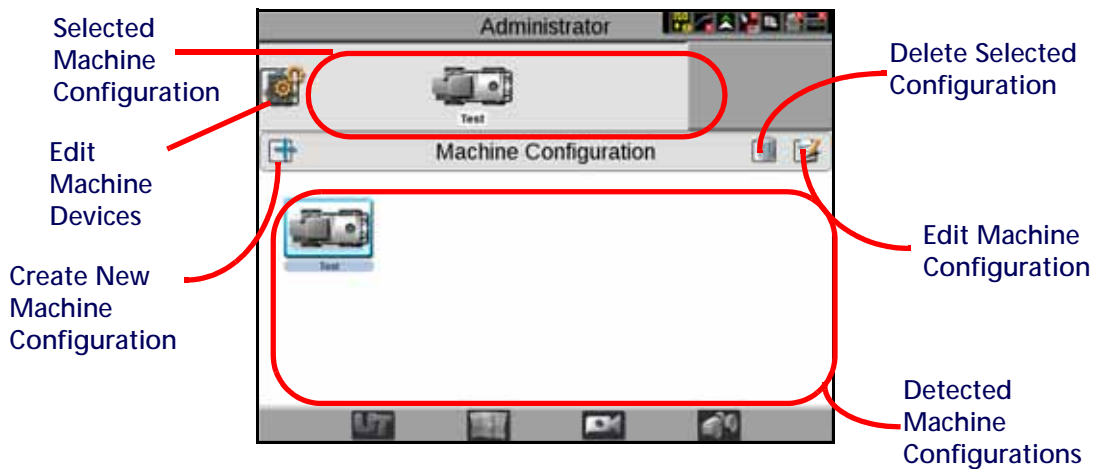 Administrator
Selected
Machine
Configuration
Delete Selected
Configuration
Test
Edit
Machine
Devices
Machine Configuration
Test
Create New
Machine
Configuration
Edit Machine
Configuration
Detected
Machine
Configurations
UT